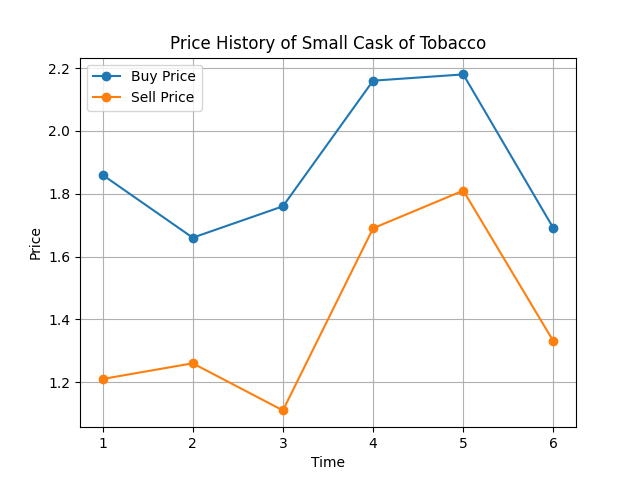 Price History of Small Cask of Tobacco
Buy Price
Sell Price
2.2
2.0
1.8
1.6
1.4
1.2
Price
1 2 3 4 5 6
Time